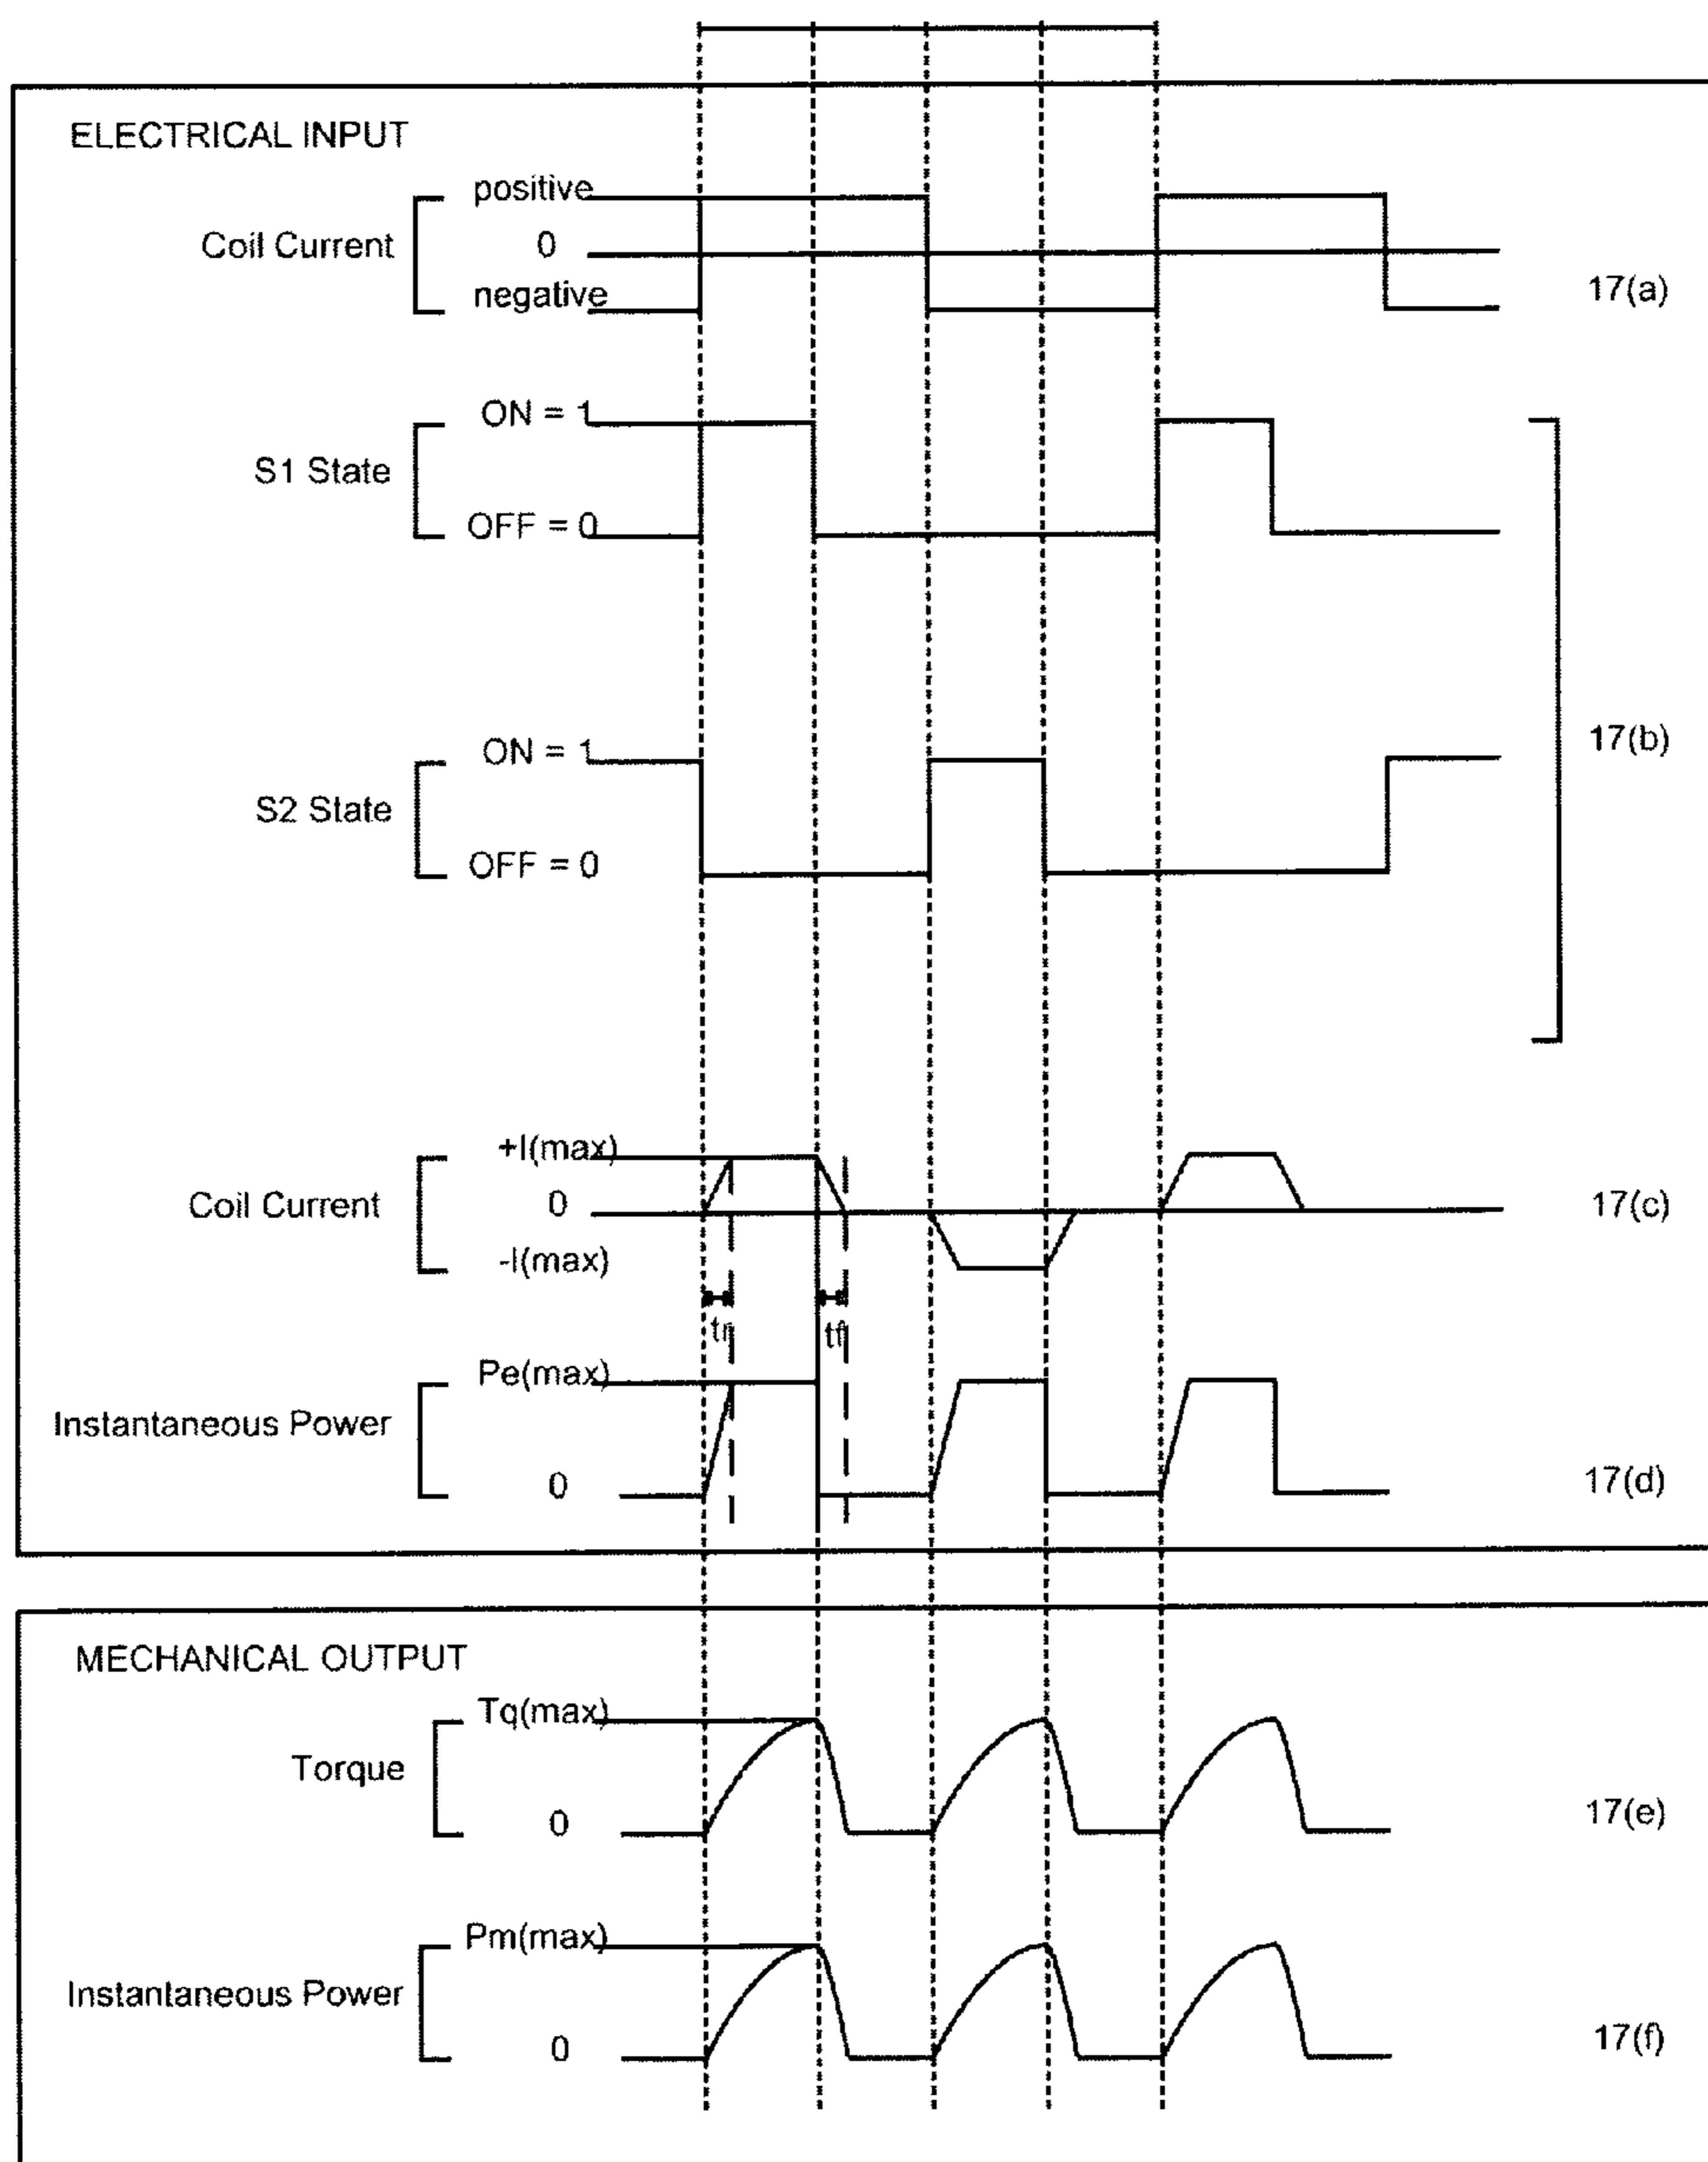 ELECTRICAL INPUT
positive
Coil Current
0
negative
17(a)
ON = 1
S1 State
OFF = 0
ON = 1
17(b)
S2 State
OFF = 0
+I(max)
Coil Current
0
17(c)
-I(max)
tr
tf
Pe(max)
Instantaneous Power
0
17(d)
MECHANICAL OUTPUT
Tq(max)
Torque
0
17(e)
Pm(max)
Instantaneous Power
0
17(f)